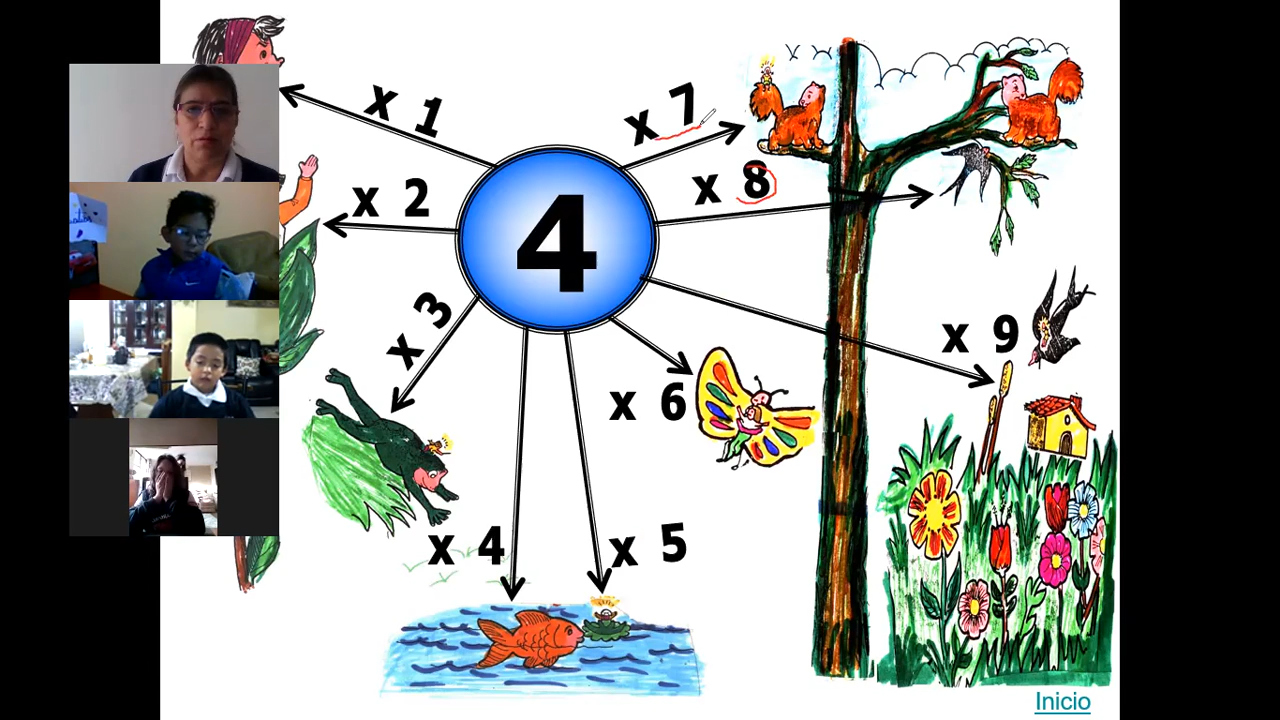 x 1
x 7
x 2
x 8
4
x 3
x 9
x 6
x 4
x 5
Inicio